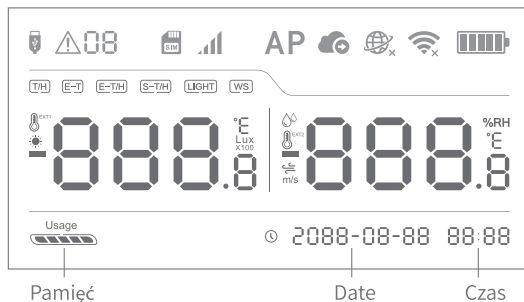 08 SIM AP
T/H E-T E-T/H S-T/H LIGHT WS
EXT1 888.8 °E Lux X100 EXT2 m/s 888.8 %RH °E
Usage
2088-08-88 88:88
Pamięć Date Czas